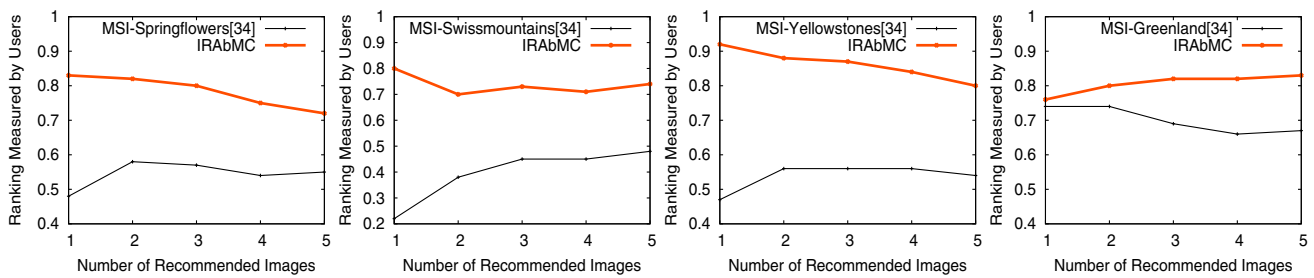 Ranking Measured by Users
1
0.9
0.8
0.7
0.6
0.5
0.4
MSI-Springflowers[34]
IRAbMC
1 2 3 4 5
Number of Recommended Images
Ranking Measured by Users
1
0.9
0.8
0.7
0.6
0.5
0.4
0.3
0.2
MSI-Swissmountains[34]
IRAbMC
1 2 3 4 5
Number of Recommended Images
Ranking Measured by Users
1
0.9
0.8
0.7
0.6
0.5
0.4
MSI-Yellowstones[34]
IRAbMC
1 2 3 4 5
Number of Recommended Images
Ranking Measured by Users
1
0.9
0.8
0.7
0.6
0.5
0.4
MSI-Greenland[34]
IRAbMC
1 2 3 4 5
Number of Recommended Images